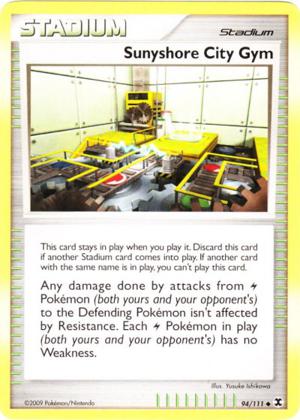 STADIUM
Stadium
Sunyshore City Gym
This card stays in play when you play it. Discard this card
if another Stadium card comes into play. If another card
with the same name is in play, you can't play this card.
Any damage done by attacks from
Pokémon (both yours and your opponent's)
to the Defending Pokémon isn't affected
by Resistance. Each Pokémon in play
(both yours and your opponent's) has no
Weakness.
Illus. Yusuke Ishikawa
©2009 Pokémon/Nintendo
94/111